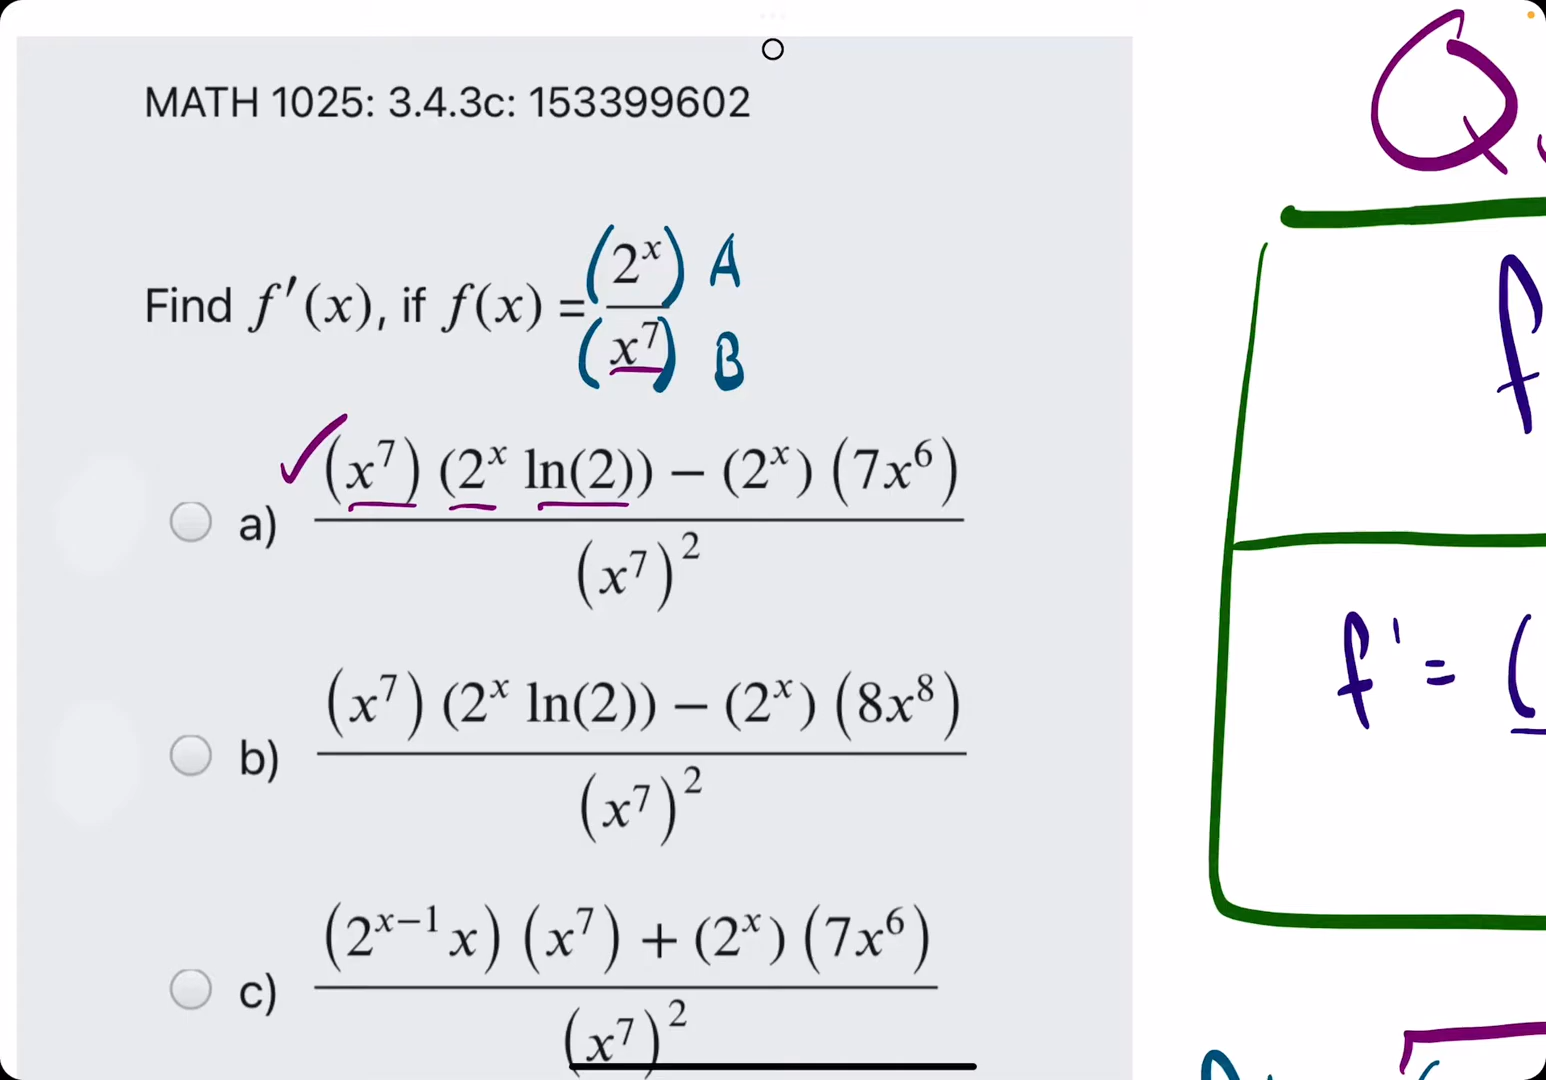 MATH 1025: 3.4.3c: 153399602
Q
Find f′(x), if f(x) = (2^x) / (x^7)
A
B
f
a) ((x^7) (2^x ln(2)) − (2^x) (7x^6)) / (x^7)^2
f' = (
b) ((x^7) (2^x ln(2)) − (2^x) (8x^8)) / (x^7)^2
c) ((2^{x−1} x) (x^7) + (2^x) (7x^6)) / (x^7)^2